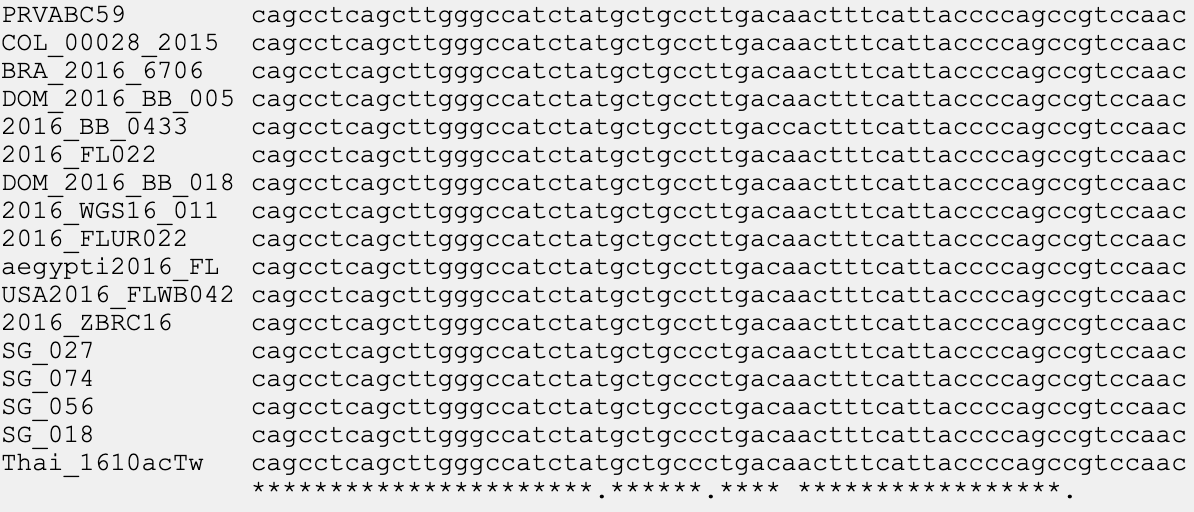 PRVABC59 cagcctcagcttgggccatctatgctgccttgacaactttcattaccccagccgtccaac
COL_00028_2015 cagcctcagcttgggccatctatgctgccttgacaactttcattaccccagccgtccaac
BRA_2016_6706 cagcctcagcttgggccatctatgctgccttgacaactttcattaccccagccgtccaac
DOM_2016_BB_005 cagcctcagcttgggccatctatgctgccttgacaactttcattaccccagccgtccaac
2016_BB_0433 cagcctcagcttgggccatctatgctgccttgaccactttcattaccccagccgtccaac
2016_FL022 cagcctcagcttgggccatctatgctgccttgacaactttcattaccccagccgtccaac
DOM_2016_BB_018 cagcctcagcttgggccatctatgctgccttgacaactttcattaccccagccgtccaac
2016_WGS16_011 cagcctcagcttgggccatctatgctgccttgacaactttcattaccccagccgtccaac
2016_FLUR022 cagcctcagcttgggccatctatgctgccttgacaactttcattaccccagccgtccaac
aegypti2016_FL cagcctcagcttgggccatctatgctgccttgacaactttcattaccccagccgtccaac
USA2016_FLWB042 cagcctcagcttgggccatctatgctgccttgacaactttcattaccccagccgtccaac
2016_ZBRC16 cagcctcagcttgggccatctatgctgccttgacaactttcattaccccagccgtccaac
SG_027 cagcctcagcttgggccatctatgctgccctgacaactttcattaccccagccgtccaac
SG_074 cagcctcagcttgggccatctatgctgccctgacaactttcattaccccagccgtccaac
SG_056 cagcctcagcttgggccatctatgctgccctgacaactttcattaccccagccgtccaac
SG_018 cagcctcagcttgggccatctatgctgccctgacaactttcattaccccagccgtccaac
Thai_1610acTw cagcctcagcttgggccatctatgctgccctgacaactttcattaccccagccgtccaac
**********************.******.**** *****************.